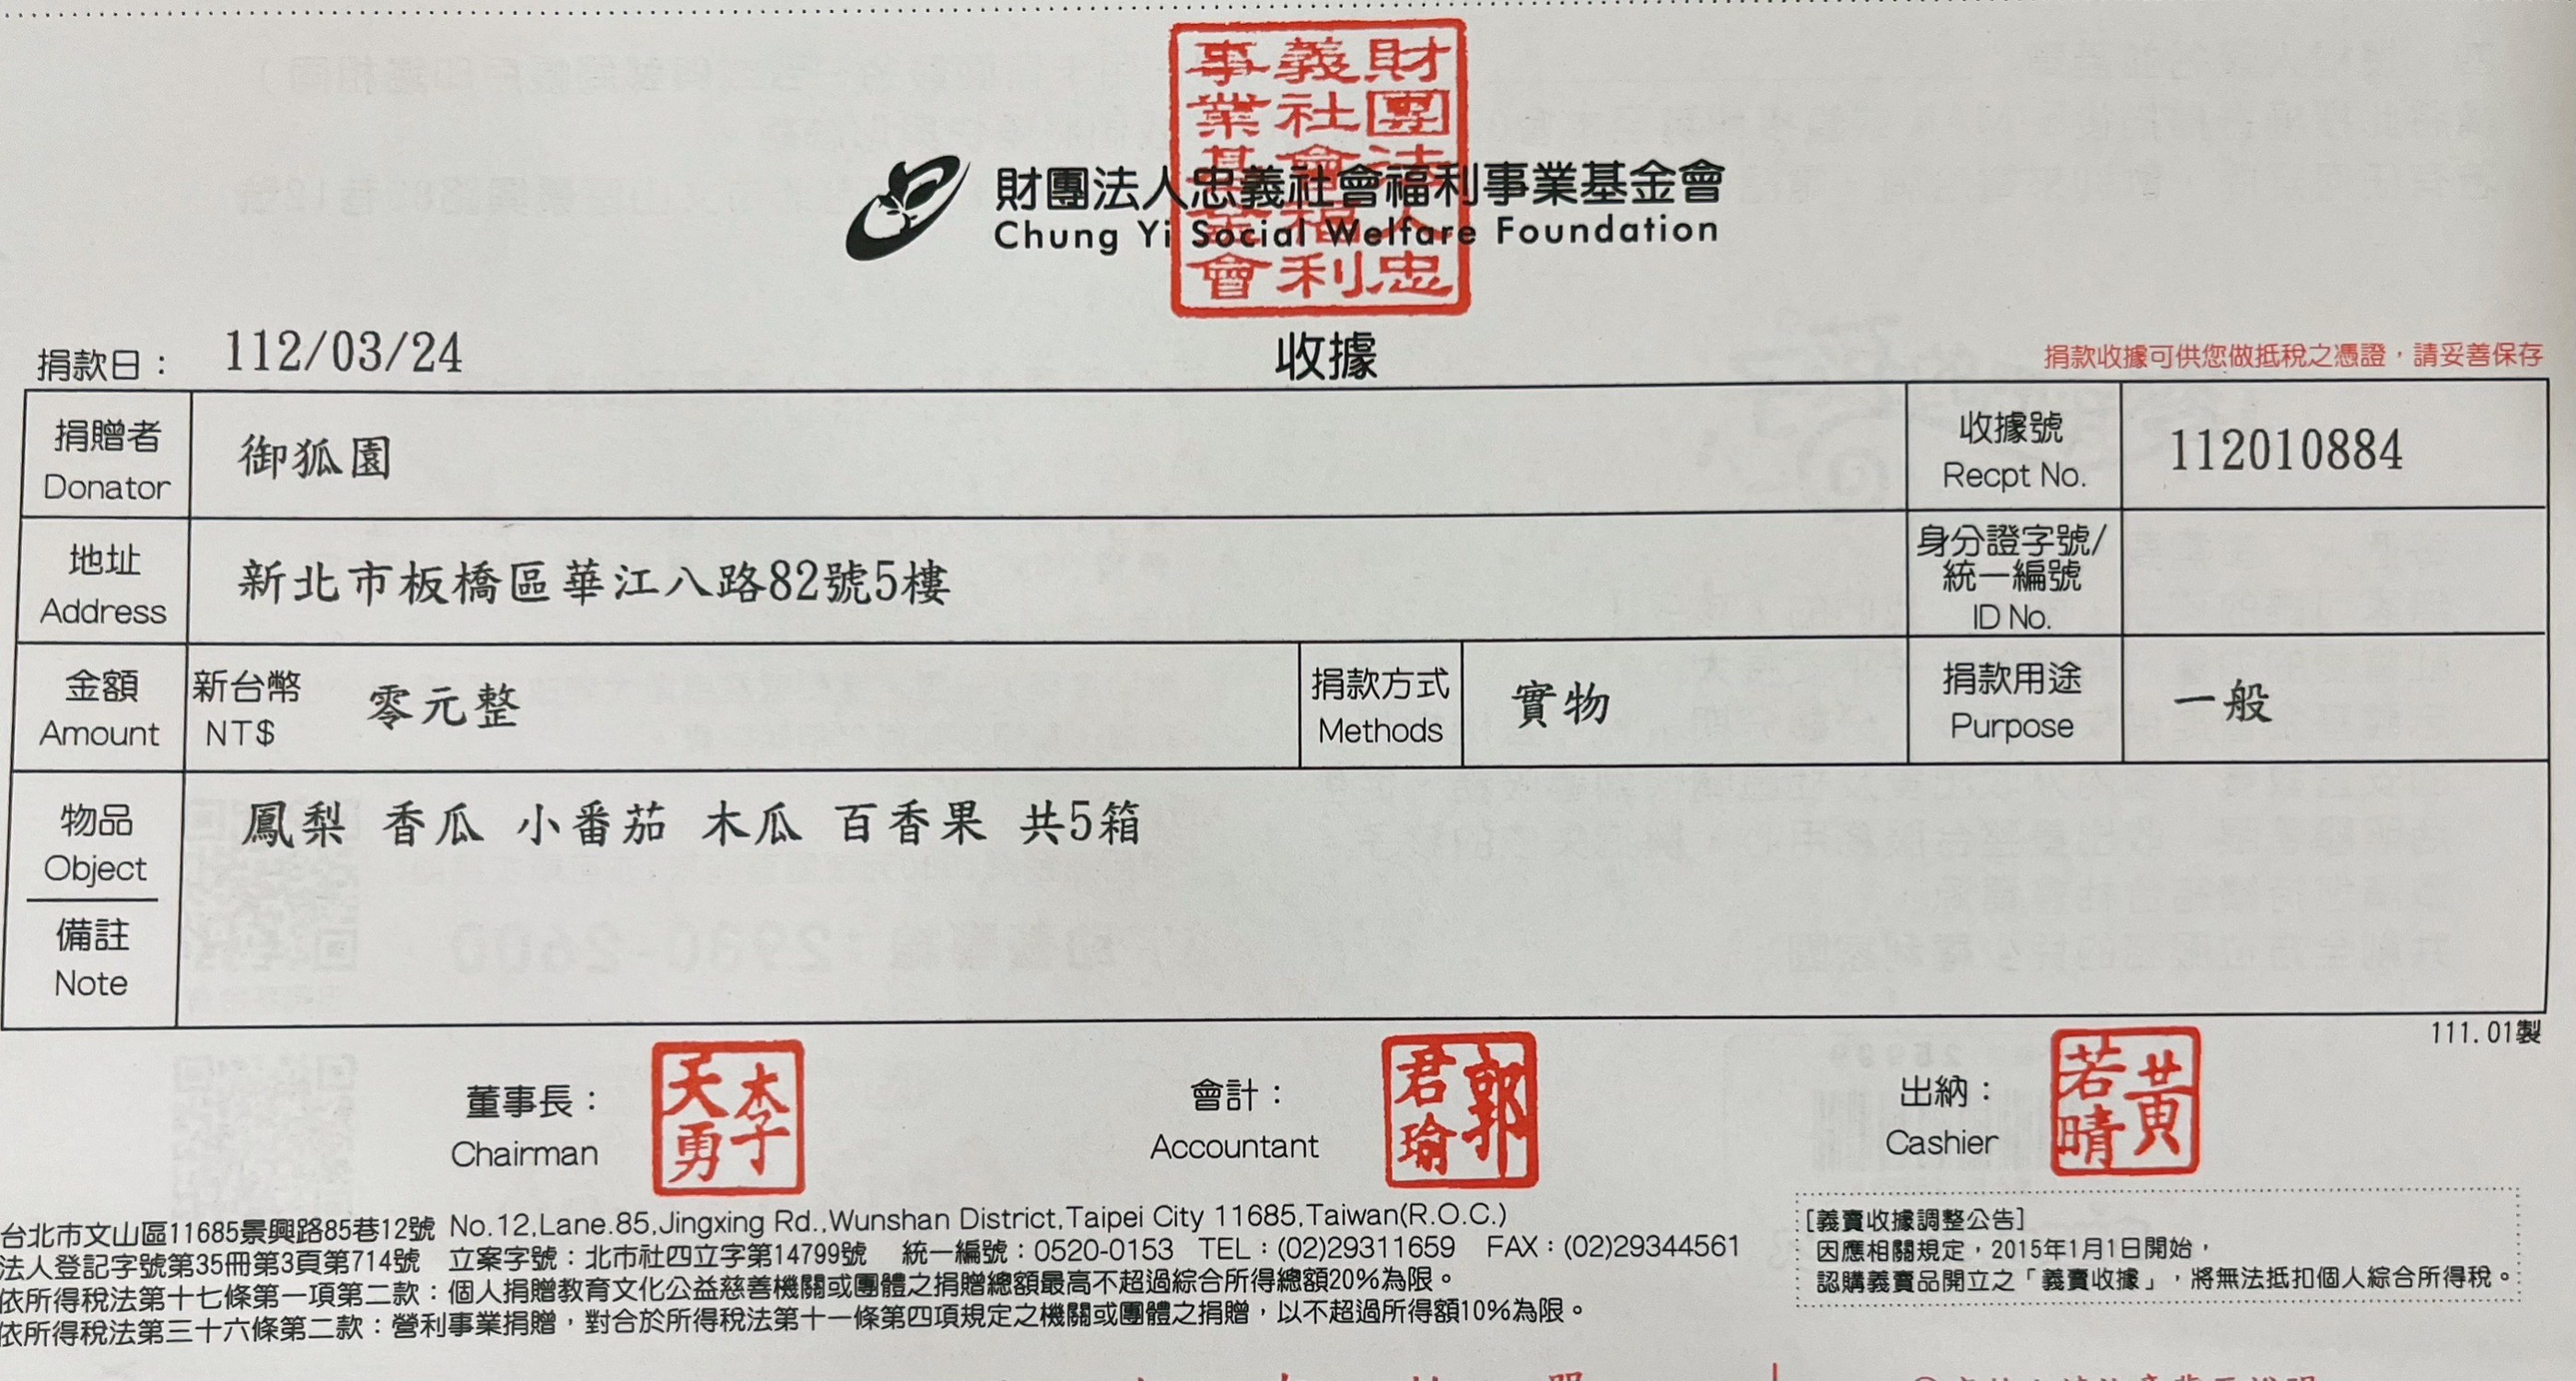 財團法人忠義社會福利事業基金會
Chung Yi Social Welfare Foundation
財團法人忠義社會福利事業基金會
收據
捐款日： 112/03/24
捐款收據可供您做抵稅之憑證，請妥善保存
捐贈者 Donator 御狐園
收據號 Recpt No. 112010884
地址 Address 新北市板橋區華江八路82號5樓
身分證字號/
統一編號
ID No.
金額 Amount 新台幣 NT$ 零元整
捐款方式 Methods 實物
捐款用途 Purpose 一般
物品 Object 鳳梨 香瓜 小番茄 木瓜 百香果 共5箱
備註 Note
111.01製
董事長： Chairman 李天勇
會計： Accountant 郭君瑜
出納： Cashier 黃若晴
台北市文山區11685景興路85巷12號 No.12,Lane.85,Jingxing Rd.,Wunshan District,Taipei City 11685,Taiwan(R.O.C.)
法人登記字號第35冊第3頁第714號 立案字號：北市社四立字第14799號 統一編號：0520-0153 TEL：(02)29311659 FAX：(02)29344561
依所得稅法第十七條第一項第二款：個人捐贈教育文化公益慈善機關或團體之捐贈總額最高不超過綜合所得總額20%為限。
依所得稅法第三十六條第二款：營利事業捐贈，對合於所得稅法第十一條第四項規定之機關或團體之捐贈，以不超過所得額10%為限。
[義賣收據調整公告]
因應相關規定，2015年1月1日開始，
認購義賣品開立之「義賣收據」，將無法抵扣個人綜合所得稅。